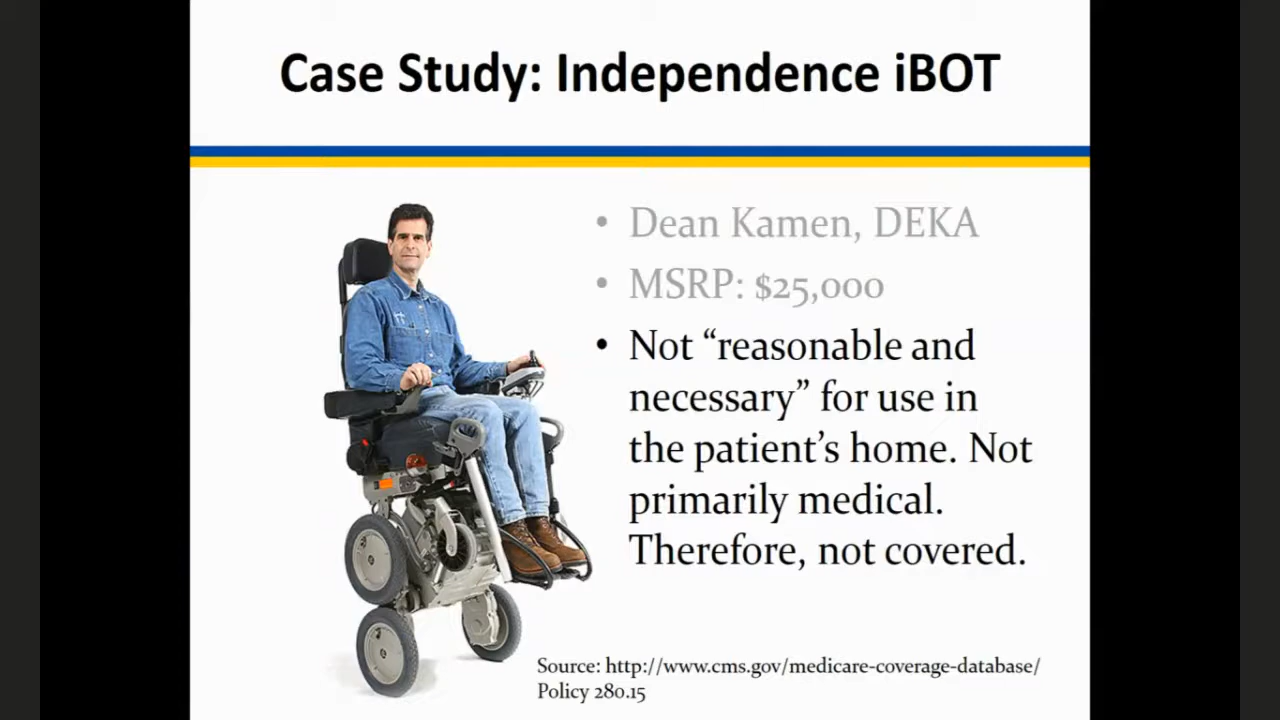 Case Study: Independence iBOT
• Dean Kamen, DEKA
• MSRP: $25,000
• Not “reasonable and
necessary” for use in
the patient’s home. Not
primarily medical.
Therefore, not covered.
Source: http://www.cms.gov/medicare-coverage-database/
Policy 280.15